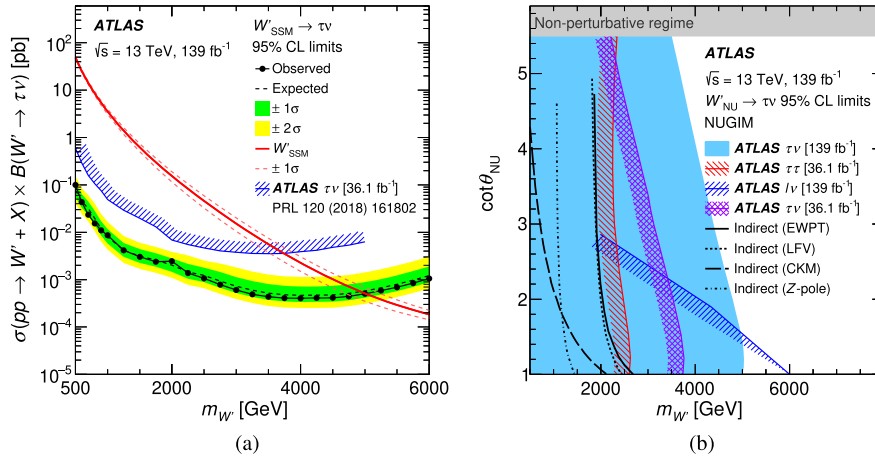 ATLAS
√s = 13 TeV, 139 fb⁻¹
W'SSM → τν
95% CL limits
Observed
Expected
± 1σ
± 2σ
W'SSM
± 1σ
ATLAS τν [36.1 fb⁻¹]
PRL 120 (2018) 161802
σ(pp → W' + X) × B(W' → τν) [pb]
10²
10
1
10⁻¹
10⁻²
10⁻³
10⁻⁴
10⁻⁵
500
2000
4000
6000
mW' [GeV]
(a)
Non-perturbative regime
ATLAS
√s = 13 TeV, 139 fb⁻¹
W'NU → τν 95% CL limits
NUGIM
ATLAS τν [139 fb⁻¹]
ATLAS ττ [36.1 fb⁻¹]
ATLAS lν [139 fb⁻¹]
ATLAS τν [36.1 fb⁻¹]
Indirect (EWPT)
Indirect (LFV)
Indirect (CKM)
Indirect (Z-pole)
cotθNU
5
4
3
2
1
2000
4000
6000
mW' [GeV]
(b)